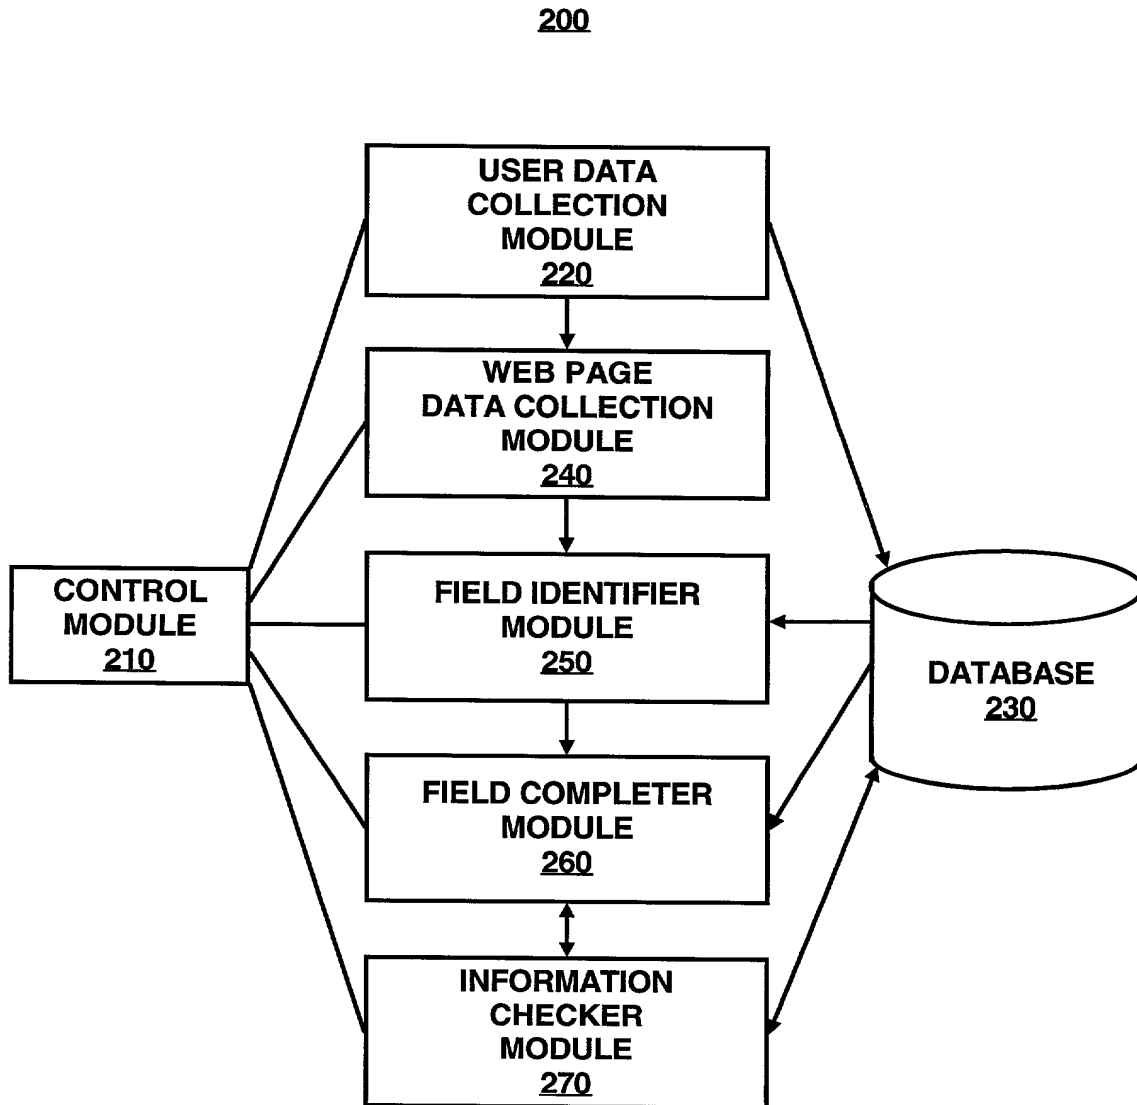 200
USER DATA
COLLECTION
MODULE
220
WEB PAGE
DATA COLLECTION
MODULE
240
CONTROL
MODULE
210
FIELD IDENTIFIER
MODULE
250
DATABASE
230
FIELD COMPLETER
MODULE
260
INFORMATION
CHECKER
MODULE
270